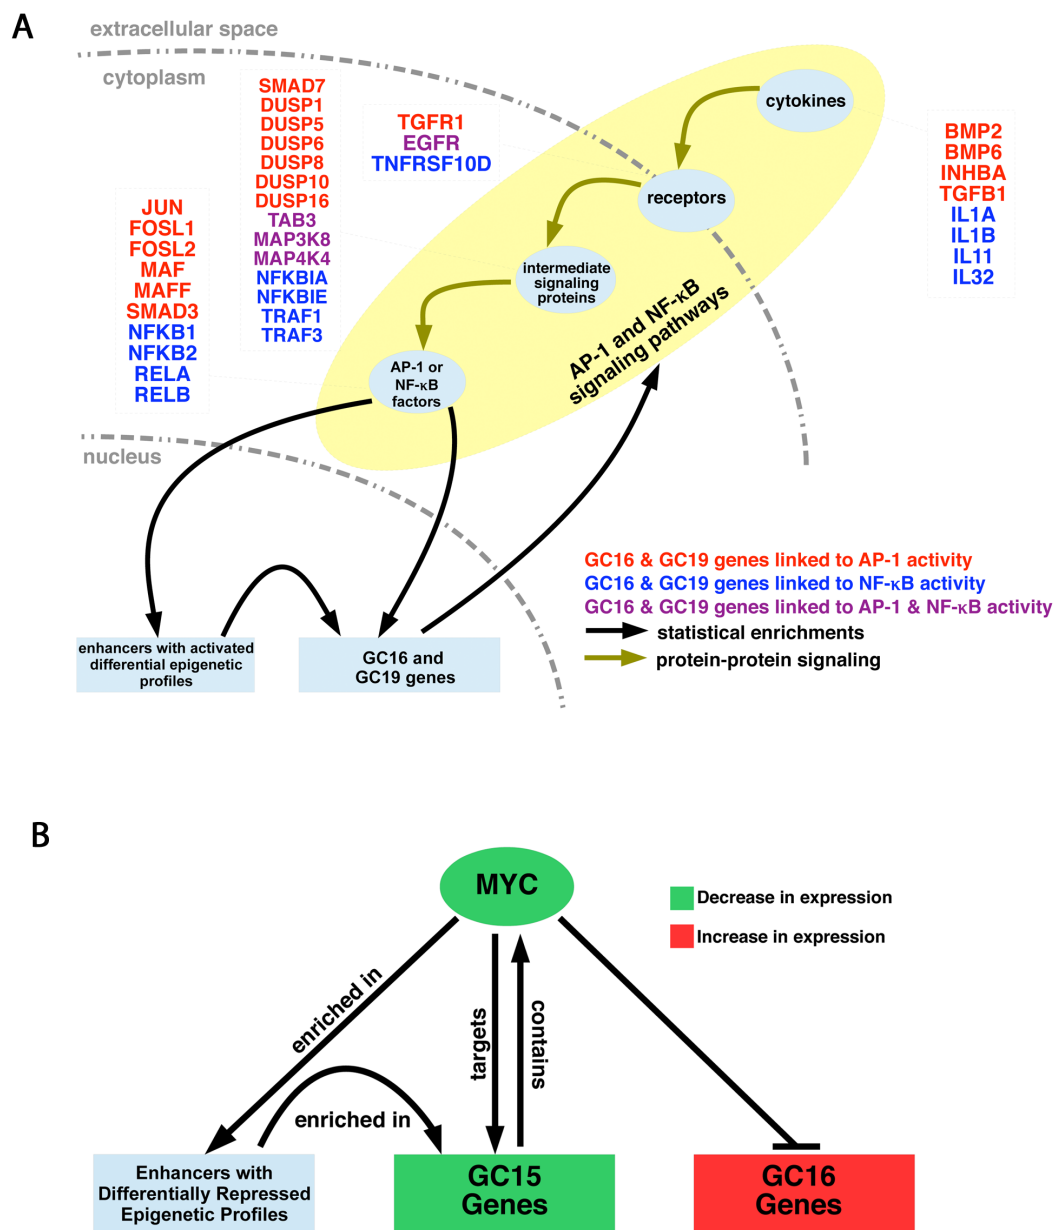 A
extracellular space
cytoplasm
SMAD7
DUSP1
DUSP5
DUSP6
DUSP8
DUSP10
DUSP16
TAB3
MAP3K8
MAP4K4
NFKBIA
NFKBIE
TRAF1
TRAF3
TGFR1
EGFR
TNFRSF10D
cytokines
BMP2
BMP6
INHBA
TGFB1
IL1A
IL1B
IL11
IL32
receptors
JUN
FOSL1
FOSL2
MAF
MAFF
SMAD3
NFKB1
NFKB2
RELA
RELB
intermediate
signaling
proteins
AP-1 and NF-κB
signaling pathways
AP-1 or
NF-κB
factors
nucleus
GC16 & GC19 genes linked to AP-1 activity
GC16 & GC19 genes linked to NF-κB activity
GC16 & GC19 genes linked to AP-1 & NF-κB activity
statistical enrichments
protein-protein signaling
enhancers with activated
differential epigenetic
profiles
GC16 and
GC19 genes
B
MYC
Decrease in expression
Increase in expression
enriched in
targets
contains
enriched in
Enhancers with
Differentially Repressed
Epigenetic Profiles
GC15
Genes
GC16
Genes